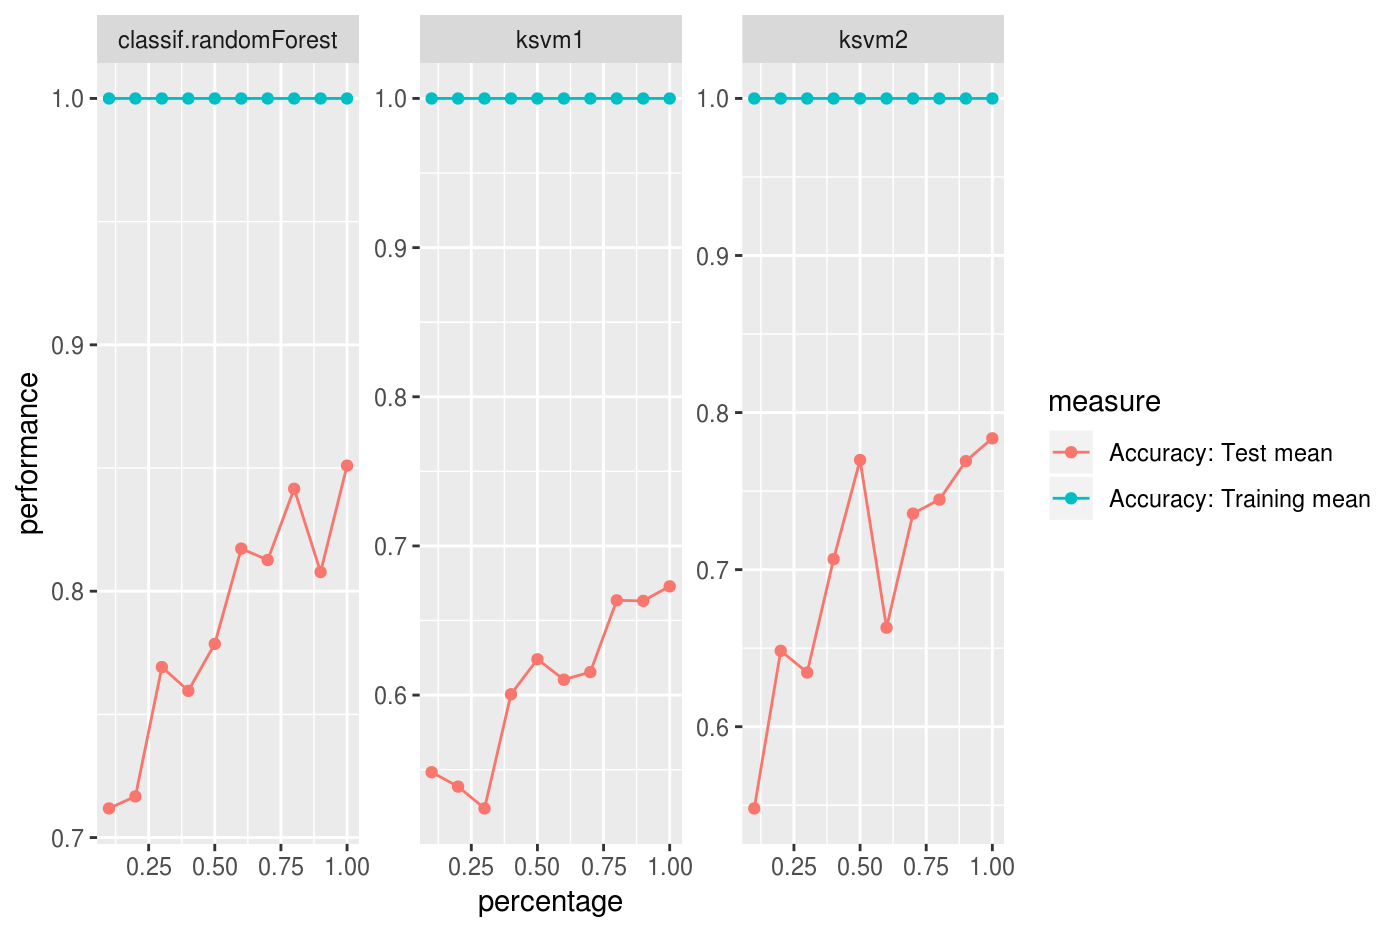 classif.randomForest
ksvm1
ksvm2
performance
1.0
0.9
0.8
0.7
1.0
0.9
0.8
0.7
0.6
1.0
0.9
0.8
0.7
0.6
0.25 0.50 0.75 1.00
0.25 0.50 0.75 1.00
0.25 0.50 0.75 1.00
percentage
measure
Accuracy: Test mean
Accuracy: Training mean